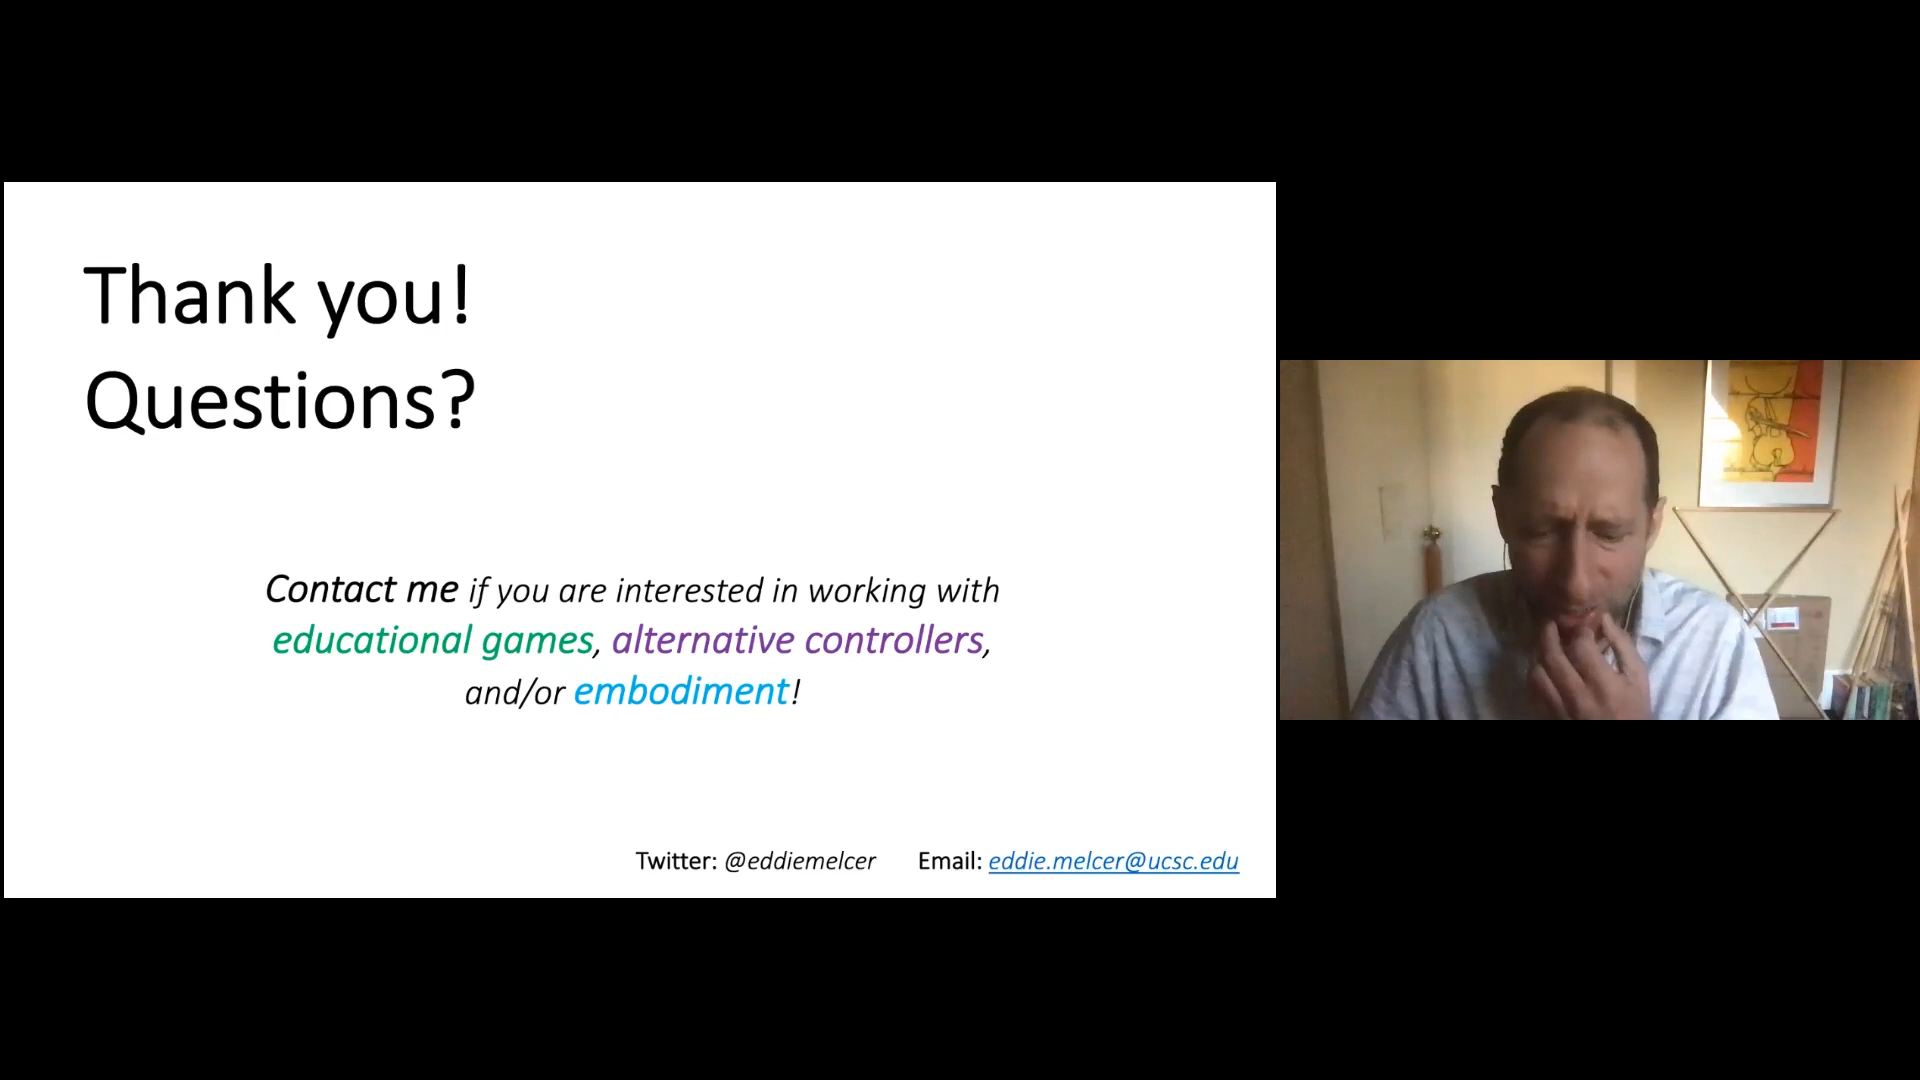 Thank you!
Questions?
Contact me if you are interested in working with
educational games, alternative controllers,
and/or embodiment!
Twitter: @eddiemelcer Email: eddie.melcer@ucsc.edu